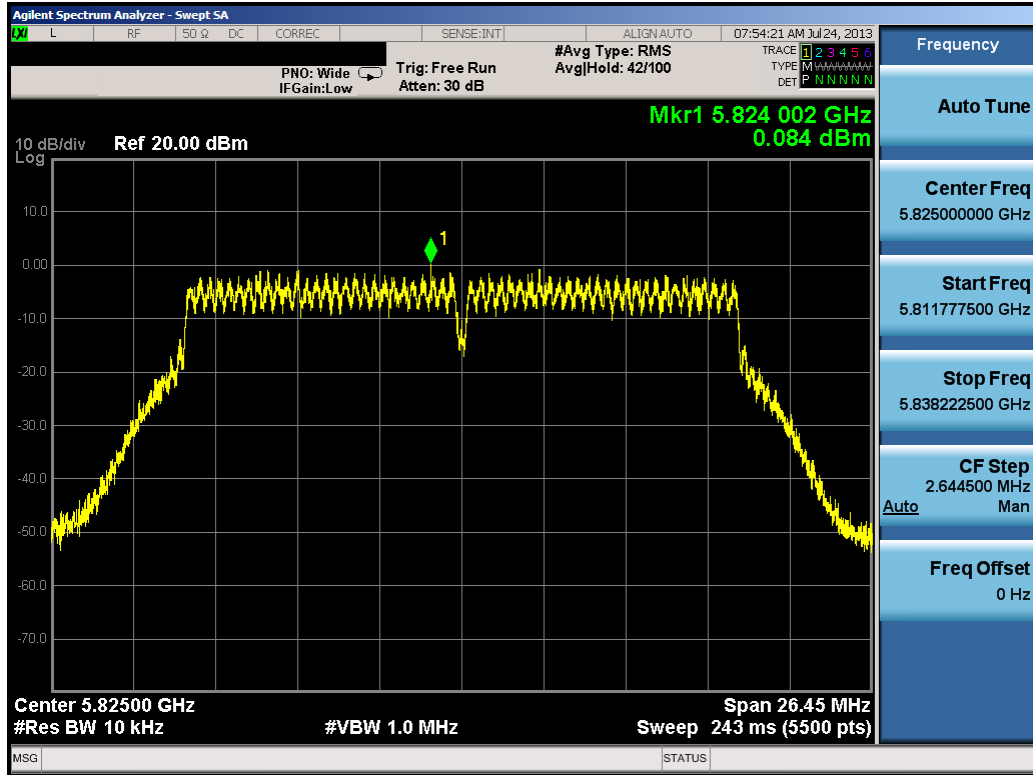 Agilent Spectrum Analyzer - Swept SA
LXI L RF 50 Ω DC CORREC SENSE:INT ALIGN AUTO 07:54:21 AM Jul 24, 2013
PNO: Wide
IFGain:Low
Trig: Free Run
Atten: 30 dB
#Avg Type: RMS
Avg|Hold: 42/100
TRACE 1 2 3 4 5 6
TYPE M
DET P N N N N N
Mkr1 5.824 002 GHz
0.084 dBm
10 dB/div Ref 20.00 dBm
Log
10.0
0.00
-10.0
-20.0
-30.0
-40.0
-50.0
-60.0
-70.0
1
Center 5.82500 GHz Span 26.45 MHz
#Res BW 10 kHz #VBW 1.0 MHz Sweep 243 ms (5500 pts)
MSG STATUS
Frequency
Auto Tune
Center Freq
5.825000000 GHz
Start Freq
5.811777500 GHz
Stop Freq
5.838222500 GHz
CF Step
2.644500 MHz
Auto Man
Freq Offset
0 Hz